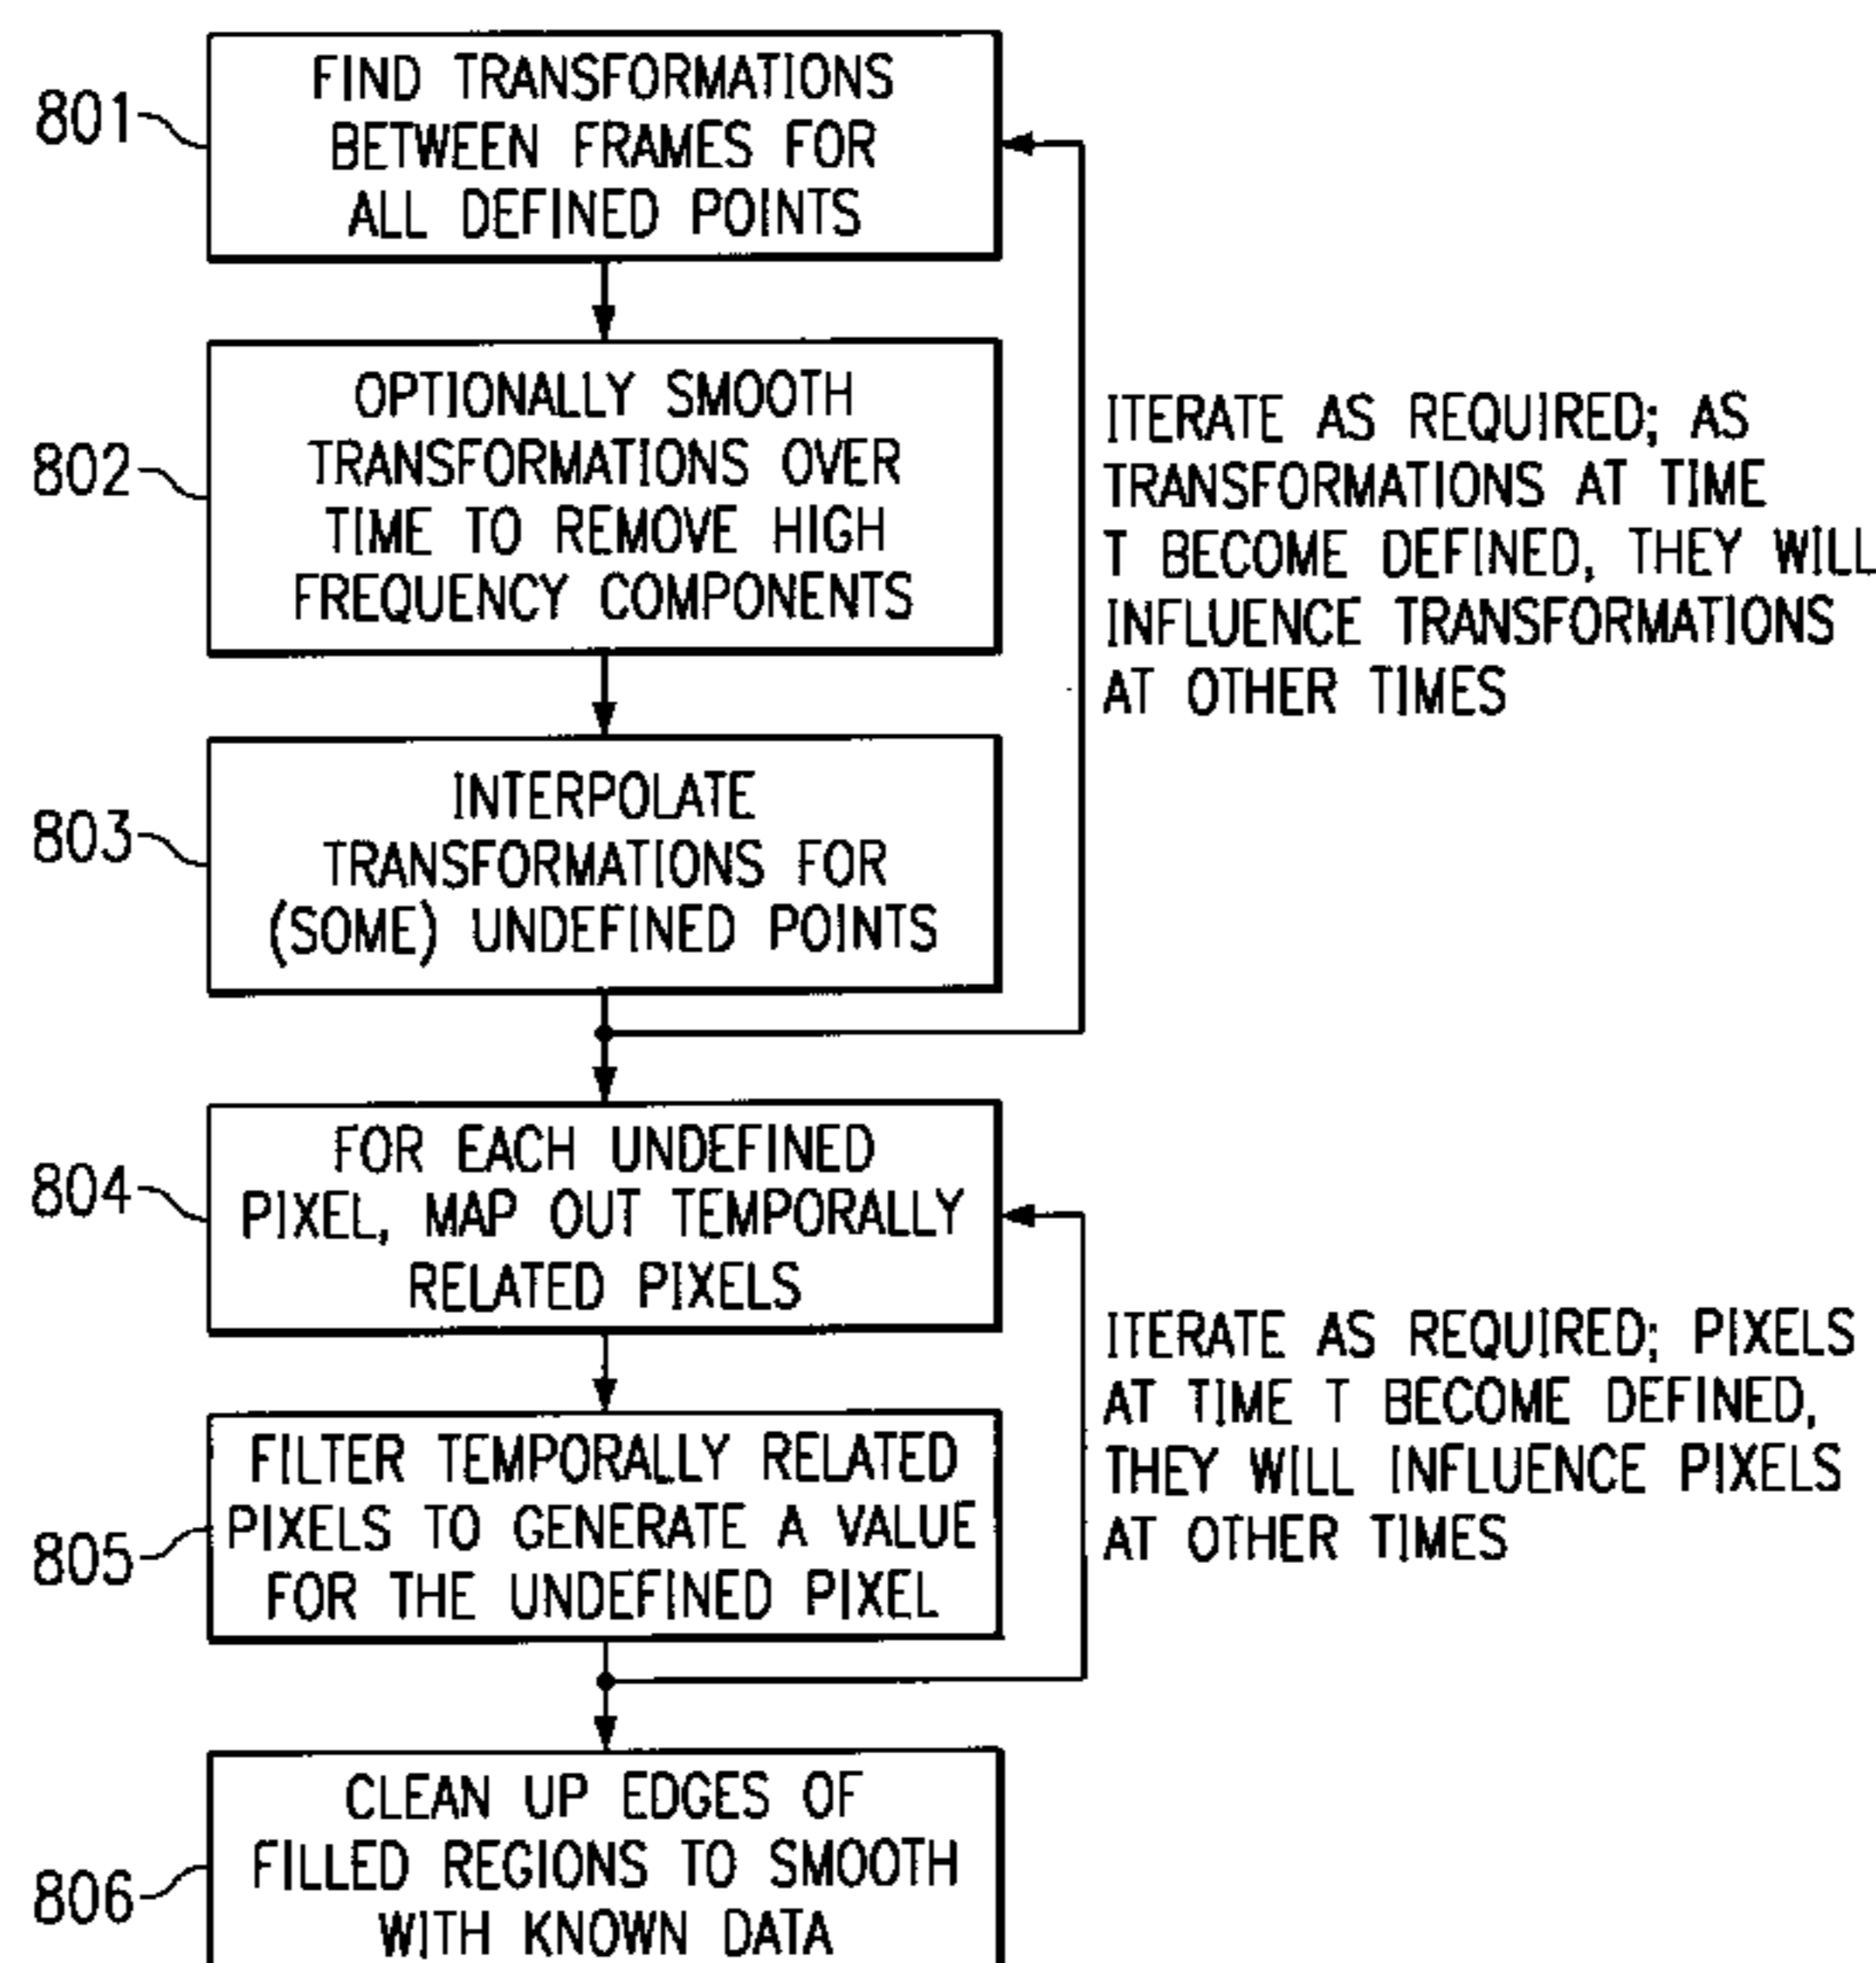 801
FIND TRANSFORMATIONS
BETWEEN FRAMES FOR
ALL DEFINED POINTS
802
OPTIONALLY SMOOTH
TRANSFORMATIONS OVER
TIME TO REMOVE HIGH
FREQUENCY COMPONENTS
ITERATE AS REQUIRED; AS
TRANSFORMATIONS AT TIME
T BECOME DEFINED, THEY WILL
INFLUENCE TRANSFORMATIONS
AT OTHER TIMES
803
INTERPOLATE
TRANSFORMATIONS FOR
(SOME) UNDEFINED POINTS
804
FOR EACH UNDEFINED
PIXEL, MAP OUT TEMPORALLY
RELATED PIXELS
805
FILTER TEMPORALLY RELATED
PIXELS TO GENERATE A VALUE
FOR THE UNDEFINED PIXEL
ITERATE AS REQUIRED; PIXELS
AT TIME T BECOME DEFINED,
THEY WILL INFLUENCE PIXELS
AT OTHER TIMES
806
CLEAN UP EDGES OF
FILLED REGIONS TO SMOOTH
WITH KNOWN DATA